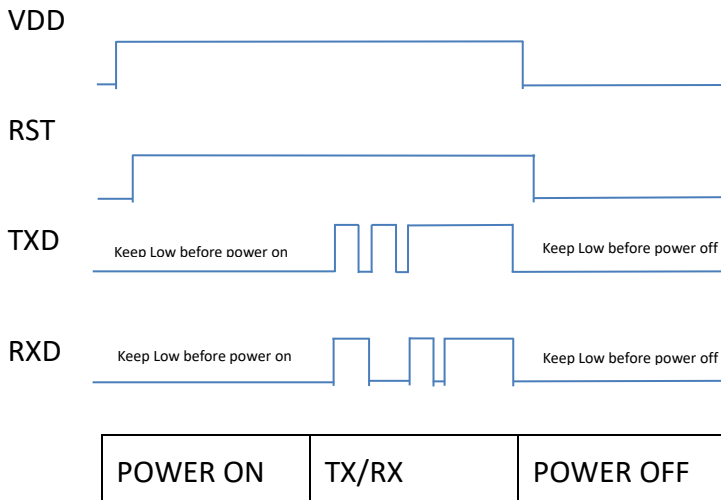 VDD
RST
TXD
Keep Low before power on
Keep Low before power off
RXD
Keep Low before power on
Keep Low before power off
POWER ON
TX/RX
POWER OFF